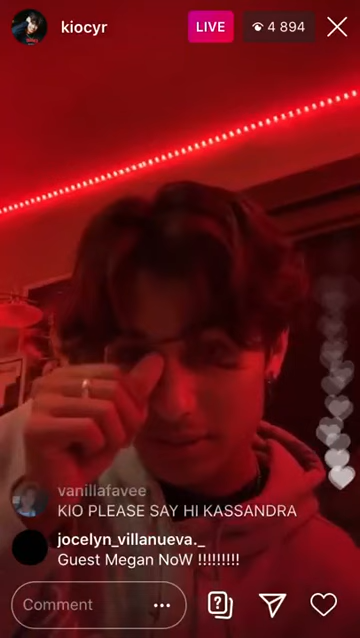 kiocyr
LIVE
4 894
vanillafavee
KIO PLEASE SAY HI KASSANDRA
jocelyn_villanueva._
Guest Megan NoW !!!!!!!!!
Comment